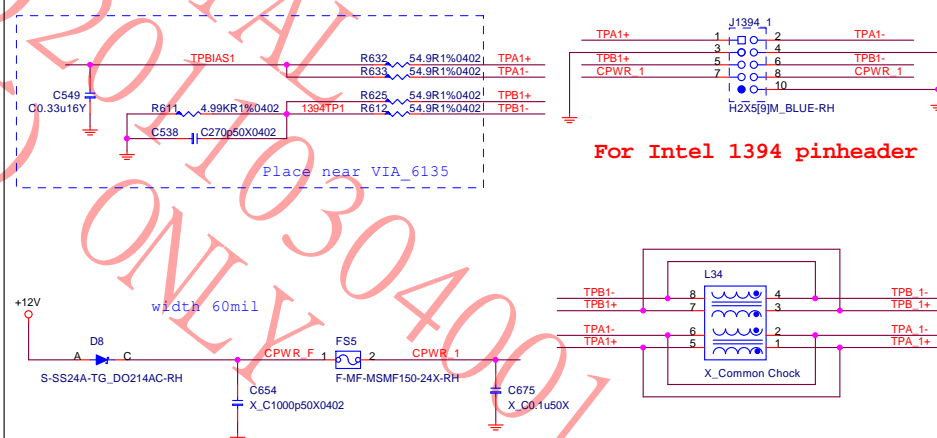 J1394_1
TPA1+ 1 2 TPA1-
3 4
TPB1+ 5 6 TPB1-
CPWR_1 7 8 CPWR_1
10
H2X5[9]M_BLUE-RH
For Intel 1394 pinheader
TPBIAS1
R632 54.9R1%0402 TPA1+
R633 54.9R1%0402 TPA1-
C549
C0.33u16Y
R625 54.9R1%0402 TPB1+
R611 4.99KR1%0402 1394TP1 R612 54.9R1%0402 TPB1-
C538 C270p50X0402
Place near VIA_6135
+12V
width 60mil
D8
A C
S-SS24A-TG_DO214AC-RH
CPWR_F 1 FS5 2 CPWR_1
F-MF-MSMF150-24X-RH
C654
X_C1000p50X0402
C675
X_C0.1u50X
L34
TPB1- 8 4 TPB_1-
TPB1+ 7 3 TPB_1+
TPA1- 6 2 TPA_1-
TPA1+ 5 1 TPA_1+
X_Common Chock
20110304001
ONLY